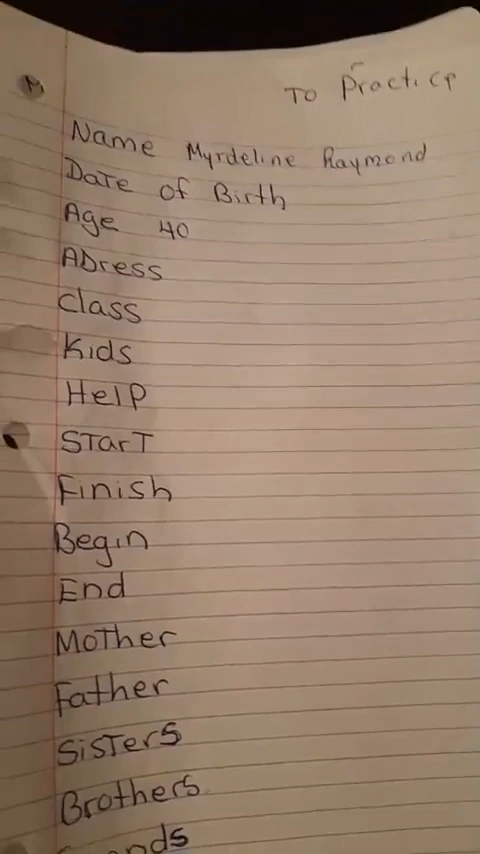 To Practice
Name Myrdeline Raymond
Date of Birth
Age 40
ADress
Class
Kids
Help
Start
Finish
Begin
End
Mother
Father
Sisters
Brothers